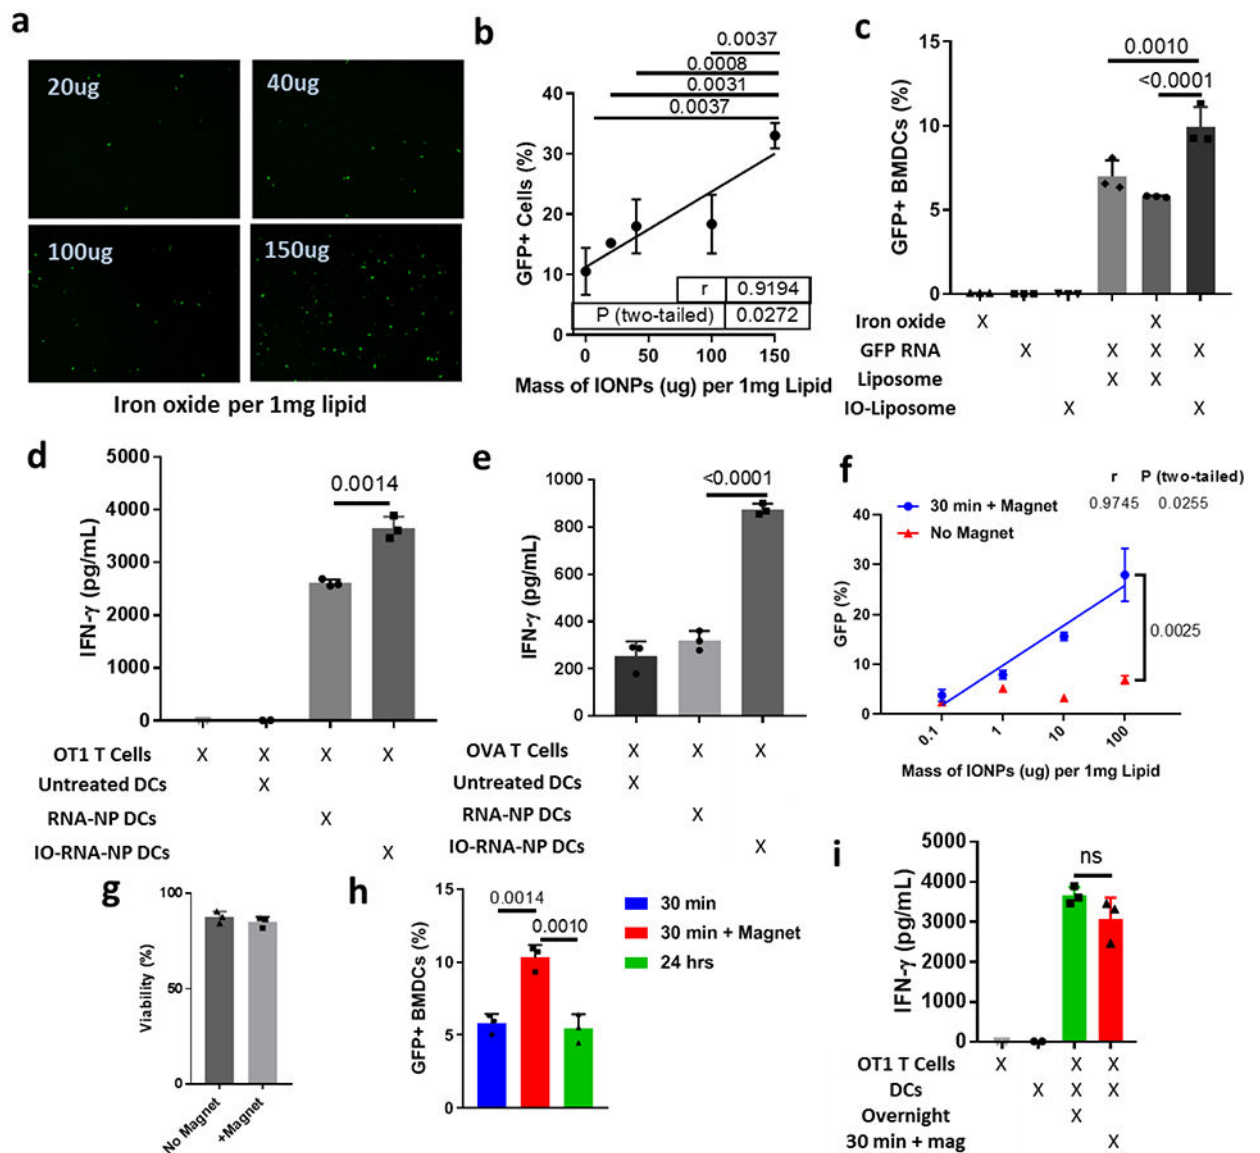 a
20ug
40ug
100ug
150ug
Iron oxide per 1mg lipid
b
0.0037
0.0008
0.0031
0.0037
GFP+ Cells (%)
40
30
20
10
0
r 0.9194
P (two-tailed) 0.0272
0 50 100 150
Mass of IONPs (ug) per 1mg Lipid
c
0.0010
<0.0001
GFP+ BMDCs (%)
15
10
5
0
Iron oxide X X
GFP RNA X X X X
Liposome X X
IO-Liposome X X
d
IFN-γ (pg/mL)
5000
4000
3000
2000
1000
0
0.0014
OT1 T Cells X X X X
Untreated DCs X
RNA-NP DCs X
IO-RNA-NP DCs X
e
IFN-γ (pg/mL)
1000
800
600
400
200
0
<0.0001
OVA T Cells X X X
Untreated DCs X
RNA-NP DCs X
IO-RNA-NP DCs X
f
r P (two-tailed)
30 min + Magnet 0.9745 0.0255
No Magnet
GFP (%)
40
30
20
10
0
0.0025
0.1 1 10 100
Mass of IONPs (ug) per 1mg Lipid
g
Viability (%)
100
50
0
No Magnet
+Magnet
h
GFP+ BMDCs (%)
15
10
5
0
0.0014
0.0010
30 min
30 min + Magnet
24 hrs
i
IFN-γ (pg/mL)
5000
4000
3000
2000
1000
0
ns
OT1 T Cells X X X
DCs X X X
Overnight X
30 min + mag X